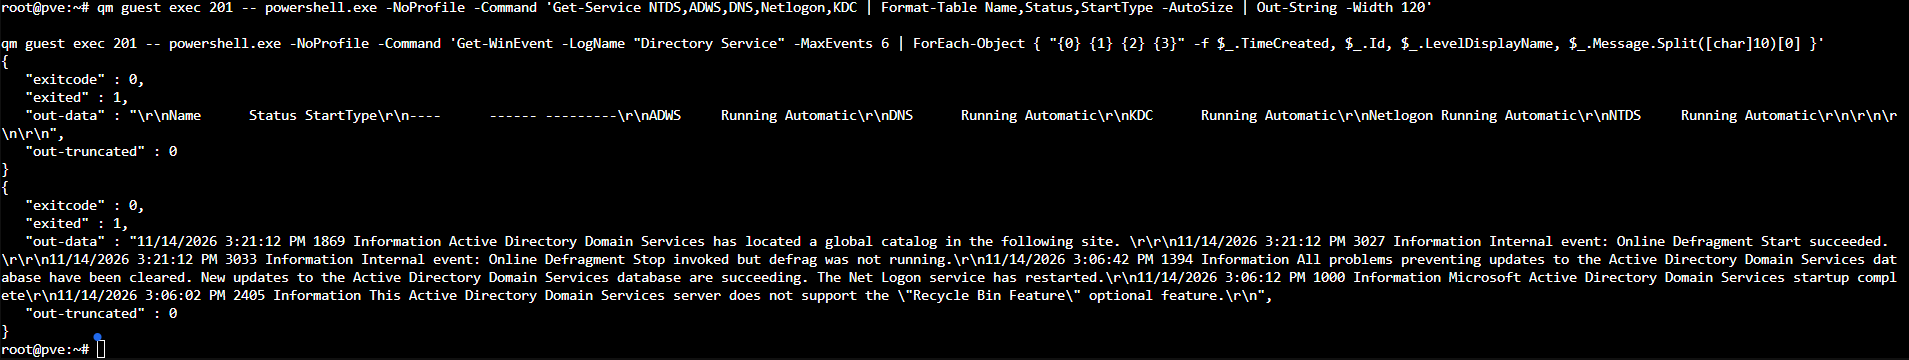 root@pve:~# qm guest exec 201 -- powershell.exe -NoProfile -Command 'Get-Service NTDS,ADWS,DNS,Netlogon,KDC | Format-Table Name,Status,StartType -AutoSize | Out-String -Width 120'
qm guest exec 201 -- powershell.exe -NoProfile -Command 'Get-WinEvent -LogName "Directory Service" -MaxEvents 6 | ForEach-Object { "{0} {1} {2} {3}" -f $_.TimeCreated, $_.Id, $_.LevelDisplayName, $_.Message.Split([char]10)[0] }'
{
   "exitcode" : 0,
   "exited" : 1,
   "out-data" : "\r\nName      Status StartType\r\n----      ------ ---------\r\nADWS     Running Automatic\r\nDNS      Running Automatic\r\nKDC      Running Automatic\r\nNetlogon Running Automatic\r\nNTDS     Running Automatic\r\n\r\n\r
\n\r\n",
   "out-truncated" : 0
}
{
   "exitcode" : 0,
   "exited" : 1,
   "out-data" : "11/14/2026 3:21:12 PM 1869 Information Active Directory Domain Services has located a global catalog in the following site. \r\r\n11/14/2026 3:21:12 PM 3027 Information Internal event: Online Defragment Start succeeded.
\r\r\n11/14/2026 3:21:12 PM 3033 Information Internal event: Online Defragment Stop invoked but defrag was not running.\r\r\n11/14/2026 3:06:42 PM 1394 Information All problems preventing updates to the Active Directory Domain Services dat
abase have been cleared. New updates to the Active Directory Domain Services database are succeeding. The Net Logon service has restarted.\r\r\n11/14/2026 3:06:12 PM 1000 Information Microsoft Active Directory Domain Services startup compl
ete\r\n11/14/2026 3:06:02 PM 2405 Information This Active Directory Domain Services server does not support the \"Recycle Bin Feature\" optional feature.\r\n",
   "out-truncated" : 0
}
root@pve:~#